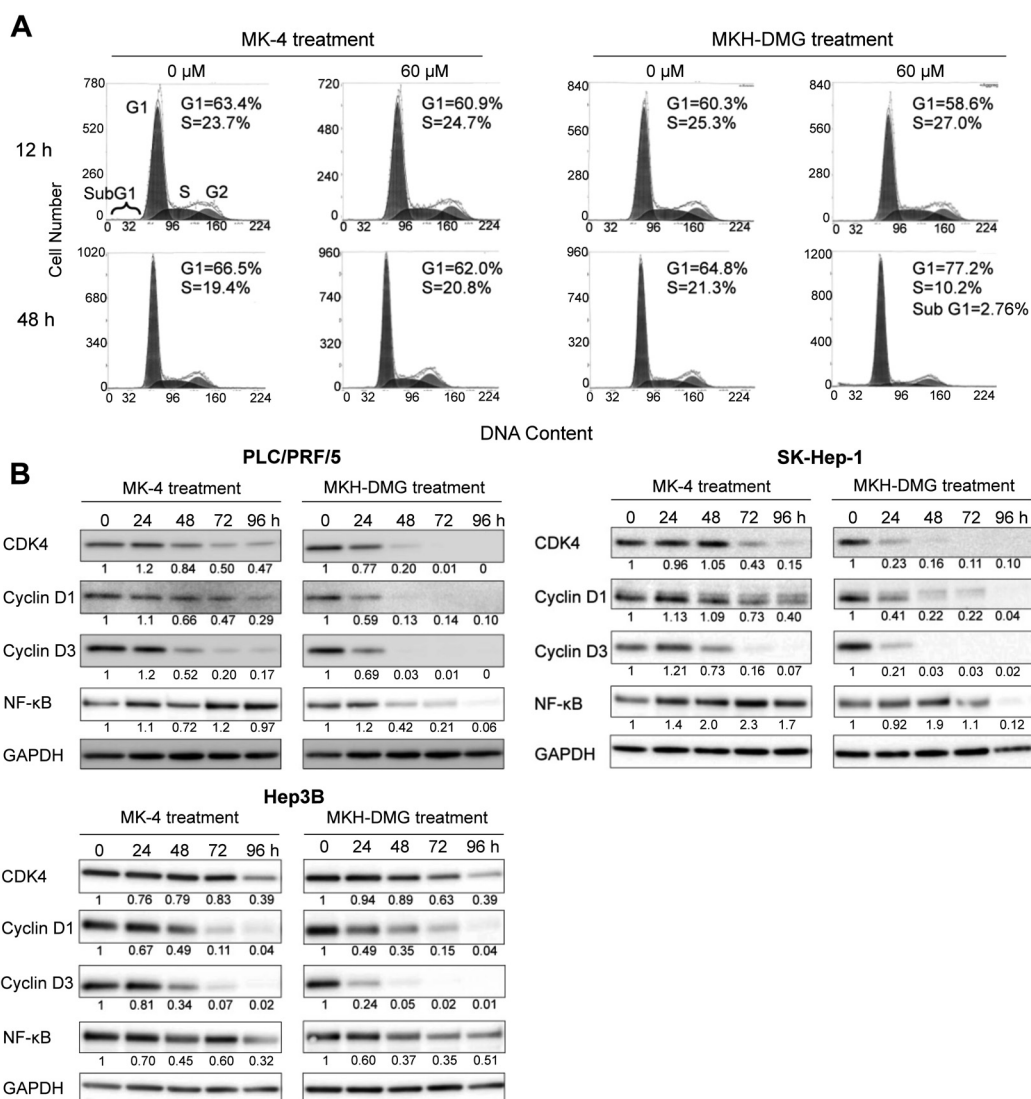 A
MK-4 treatment
MKH-DMG treatment
0 µM
60 µM
0 µM
60 µM
12 h
48 h
Cell Number
780
520
260
0
G1
G1=63.4%
S=23.7%
SubG1
S
G2
0 32 96 160 224
720
480
240
0
G1=60.9%
S=24.7%
0 32 96 160 224
840
560
280
0
G1=60.3%
S=25.3%
0 32 96 160 224
840
560
280
0
G1=58.6%
S=27.0%
0 32 96 160 224
1020
680
340
0
G1=66.5%
S=19.4%
0 32 96 160 224
960
740
340
0
G1=62.0%
S=20.8%
0 32 96 160 224
960
740
340
0
G1=64.8%
S=21.3%
0 32 96 160 224
1200
800
400
0
G1=77.2%
S=10.2%
Sub G1=2.76%
0 32 96 160 224
DNA Content
B
PLC/PRF/5
MK-4 treatment
MKH-DMG treatment
0 24 48 72 96 h
0 24 48 72 96 h
CDK4
1 1.2 0.84 0.50 0.47
1 0.77 0.20 0.01 0
Cyclin D1
1 1.1 0.66 0.47 0.29
1 0.59 0.13 0.14 0.10
Cyclin D3
1 1.2 0.52 0.20 0.17
1 0.69 0.03 0.01 0
NF-κB
1 1.1 0.72 1.2 0.97
1 1.2 0.42 0.21 0.06
GAPDH
SK-Hep-1
MK-4 treatment
MKH-DMG treatment
0 24 48 72 96 h
0 24 48 72 96 h
CDK4
1 0.96 1.05 0.43 0.15
1 0.23 0.16 0.11 0.10
Cyclin D1
1 1.13 1.09 0.73 0.40
1 0.41 0.22 0.22 0.04
Cyclin D3
1 1.21 0.73 0.16 0.07
1 0.21 0.03 0.03 0.02
NF-κB
1 1.4 2.0 2.3 1.7
1 0.92 1.9 1.1 0.12
GAPDH
Hep3B
MK-4 treatment
MKH-DMG treatment
0 24 48 72 96 h
0 24 48 72 96 h
CDK4
1 0.76 0.79 0.83 0.39
1 0.94 0.89 0.63 0.39
Cyclin D1
1 0.67 0.49 0.11 0.04
1 0.49 0.35 0.15 0.04
Cyclin D3
1 0.81 0.34 0.07 0.02
1 0.24 0.05 0.02 0.01
NF-κB
1 0.70 0.45 0.60 0.32
1 0.60 0.37 0.35 0.51
GAPDH